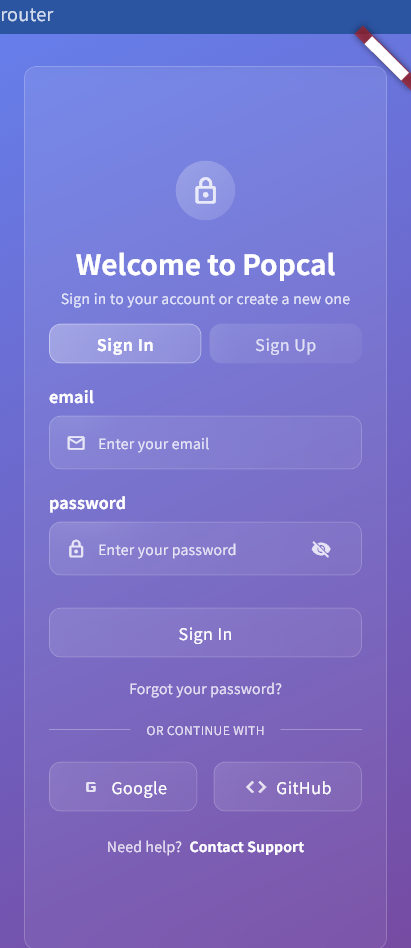 router
Welcome to Popcal
Sign in to your account or create a new one
Sign In Sign Up
email
Enter your email
password
Enter your password
Sign In
Forgot your password?
OR CONTINUE WITH
G Google <> GitHub
Need help? Contact Support